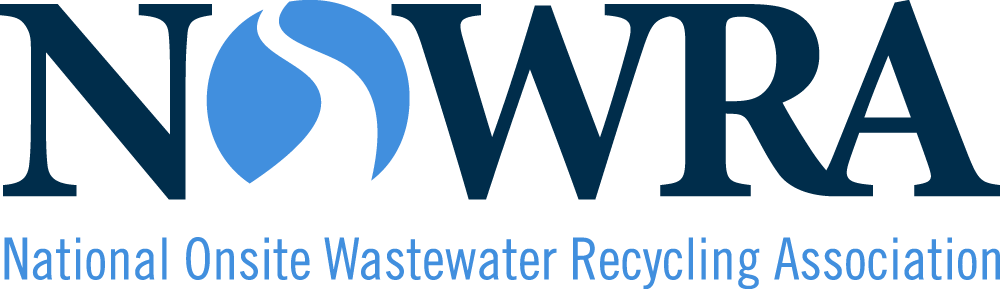 NOWRA
National Onsite Wastewater Recycling Association